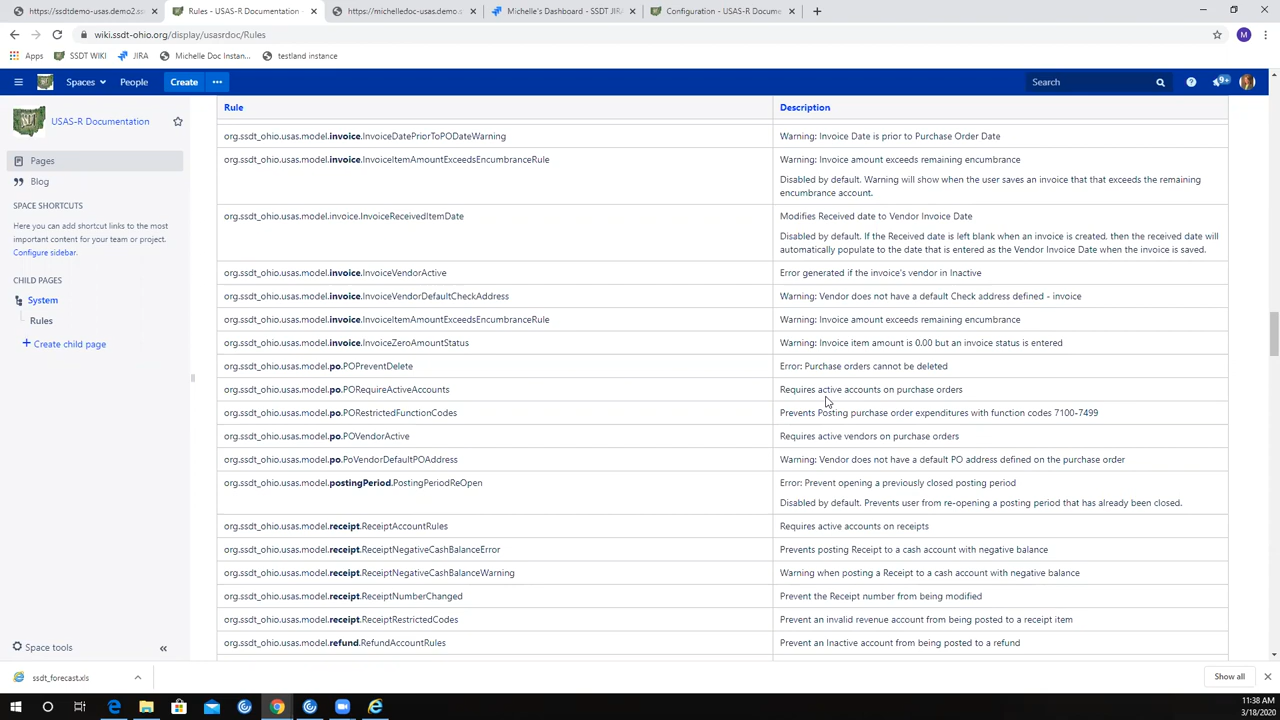 https://ssdtdemo-usas.demo2.ss
Rules - USAS-R Documentation -
https://michelledoc-usas.demo.s
Michelle's Dashboard - SSDT JIRA
Configuration - USAS-R Docume
wiki.ssdt-ohio.org/display/usasrdoc/Rules
M
Apps
SSDT WIKI
JIRA
Michelle Doc Instan...
testland instance
Spaces
People
Create
Search
9+
USAS-R Documentation
Pages
Blog
SPACE SHORTCUTS
Here you can add shortcut links to the most
important content for your team or project.
Configure sidebar.
CHILD PAGES
System
Rules
Create child page
Space tools
Rule Description
org.ssdt_ohio.usas.model.invoice.InvoiceDatePriorToPODateWarning Warning: Invoice Date is prior to Purchase Order Date
org.ssdt_ohio.usas.model.invoice.InvoiceItemAmountExceedsEncumbranceRule Warning: Invoice amount exceeds remaining encumbrance
Disabled by default. Warning will show when the user saves an invoice that that exceeds the remaining
encumbrance account.
org.ssdt_ohio.usas.model.invoice.InvoiceReceivedItemDate Modifies Received date to Vendor Invoice Date
Disabled by default. If the Received date is left blank when an invoice is created, then the received date will
automatically populate to the date that is entered as the Vendor Invoice Date when the invoice is saved.
org.ssdt_ohio.usas.model.invoice.InvoiceVendorActive Error generated if the invoice's vendor in Inactive
org.ssdt_ohio.usas.model.invoice.InvoiceVendorDefaultCheckAddress Warning: Vendor does not have a default Check address defined - invoice
org.ssdt_ohio.usas.model.invoice.InvoiceItemAmountExceedsEncumbranceRule Warning: Invoice amount exceeds remaining encumbrance
org.ssdt_ohio.usas.model.invoice.InvoiceZeroAmountStatus Warning: Invoice item amount is 0.00 but an invoice status is entered
org.ssdt_ohio.usas.model.po.POPreventDelete Error: Purchase orders cannot be deleted
org.ssdt_ohio.usas.model.po.PORequireActiveAccounts Requires active accounts on purchase orders
org.ssdt_ohio.usas.model.po.PORestrictedFunctionCodes Prevents Posting purchase order expenditures with function codes 7100-7499
org.ssdt_ohio.usas.model.po.POVendorActive Requires active vendors on purchase orders
org.ssdt_ohio.usas.model.po.PoVendorDefaultPOAddress Warning: Vendor does not have a default PO address defined on the purchase order
org.ssdt_ohio.usas.model.postingPeriod.PostingPeriodReOpen Error: Prevent opening a previously closed posting period
Disabled by default. Prevents user from re-opening a posting period that has already been closed.
org.ssdt_ohio.usas.model.receipt.ReceiptAccountRules Requires active accounts on receipts
org.ssdt_ohio.usas.model.receipt.ReceiptNegativeCashBalanceError Prevents posting Receipt to a cash account with negative balance
org.ssdt_ohio.usas.model.receipt.ReceiptNegativeCashBalanceWarning Warning when posting a Receipt to a cash account with negative balance
org.ssdt_ohio.usas.model.receipt.ReceiptNumberChanged Prevent the Receipt number from being modified
org.ssdt_ohio.usas.model.receipt.ReceiptRestrictedCodes Prevent an invalid revenue account from being posted to a receipt item
org.ssdt_ohio.usas.model.refund.RefundAccountRules Prevent an Inactive account from being posted to a refund
ssdt_forecast.xls
Show all
11:38 AM
3/18/2020